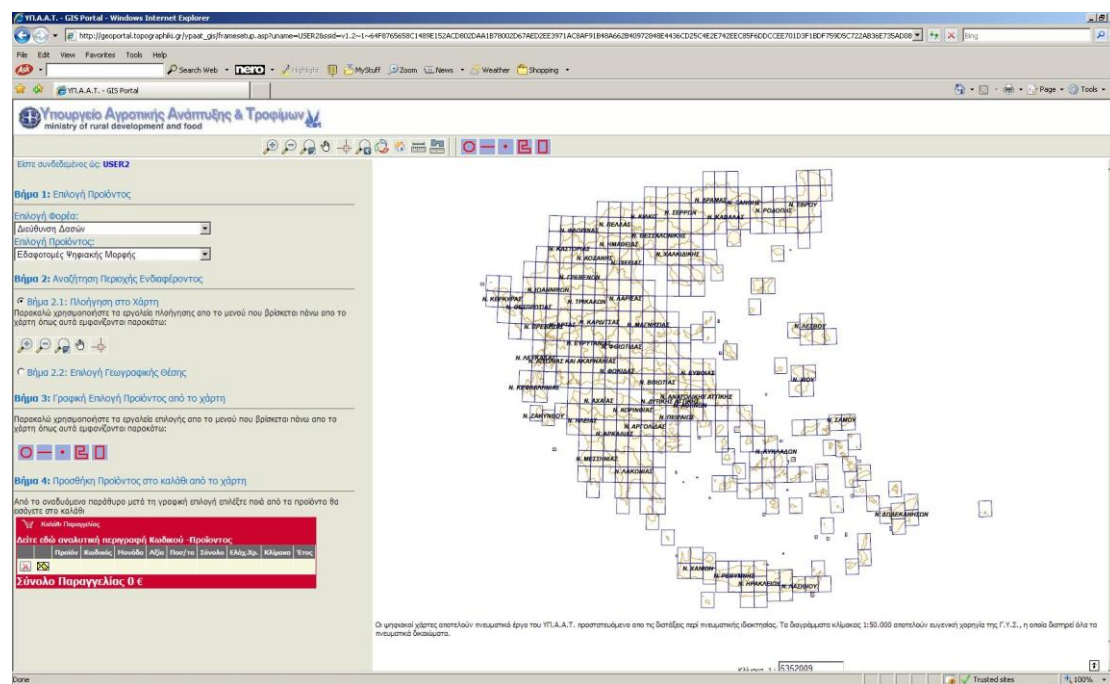 ΥΠ.Α.Α.Τ. - GIS Portal - Windows Internet Explorer
File Edit View Favorites Tools Help
Bing
Search Web
Highlight
MyStuff
Zoom
News
Weather
Shopping
ΥΠ.Α.Α.Τ. - GIS Portal
Page
Tools
Υπουργείο Αγροτικής Ανάπτυξης & Τροφίμων
ministry of rural development and food
Είστε συνδεδεμένος ώς: USER2
Βήμα 1: Επιλογή Προϊόντος
Επιλογή Φορέα:
Διεύθυνση Δασών
Επιλογή Προϊόντος:
Εδαφοτομές Ψηφιακής Μορφής
Βήμα 2: Αναζήτηση Περιοχής Ενδιαφέροντος
Βήμα 2.1: Πλοήγηση στο Χάρτη
Παρακαλώ χρησιμοποιήστε τα εργαλεία πλοήγησης απο το μενού που βρίσκεται πάνω απο το
χάρτη όπως αυτά εμφανίζονται παρακάτω:
Βήμα 2.2: Επιλογή Γεωγραφικής Θέσης
Βήμα 3: Γραφική Επιλογή Προϊόντος από το χάρτη
Παρακαλώ χρησιμοποιήστε τα εργαλεία επιλογής απο το μενού που βρίσκεται πάνω απο το
χάρτη όπως αυτά εμφανίζονται παρακάτω:
Βήμα 4: Προσθήκη Προϊόντος στο καλάθι από το χάρτη
Από το αναδυόμενο παράθυρο μετά τη γραφική επιλογή επιλέξτε ποιά από τα προϊόντα θα
εισάγετε στο καλάθι
Καλάθι Παραγγελίας
Δείτε εδώ αναλυτική περιγραφή Κωδικού -Προϊοντος
Προϊόν Κωδικός Μονάδα Αξία Ποσ/τα Σύνολο Ελάχ.Χρ. Κλίμακα Έτος
Σύνολο Παραγγελίας 0 €
Ν. ΔΡΑΜΑΣ
Ν. ΞΑΝΘΗΣ
Ν. ΕΒΡΟΥ
Ν. ΡΟΔΟΠΗΣ
Ν. ΚΙΛΚΙΣ
Ν. ΣΕΡΡΩΝ
Ν. ΚΑΒΑΛΑΣ
Ν. ΠΕΛΛΑΣ
Ν. ΦΛΩΡΙΝΑΣ
Ν. ΘΕΣΣΑΛΟΝΙΚΗΣ
Ν. ΗΜΑΘΕΙΑΣ
Ν. ΚΑΣΤΟΡΙΑΣ
Ν. ΧΑΛΚΙΔΙΚΗΣ
Ν. ΚΟΖΑΝΗΣ
Ν. ΠΙΕΡΙΑΣ
Ν. ΓΡΕΒΕΝΩΝ
Ν. ΙΩΑΝΝΙΝΩΝ
Ν. ΚΕΡΚΥΡΑΣ
Ν. ΘΕΣΠΡΩΤΙΑΣ
Ν. ΤΡΙΚΑΛΩΝ
Ν. ΛΑΡΙΣΑΣ
Ν. ΠΡΕΒΕΖΗΣ
Ν. ΑΡΤΑΣ
Ν. ΚΑΡΔΙΤΣΑΣ
Ν. ΜΑΓΝΗΣΙΑΣ
Ν. ΛΕΣΒΟΥ
Ν. ΕΥΡΥΤΑΝΙΑΣ
Ν. ΦΘΙΩΤΙΔΑΣ
Ν. ΛΕΥΚΑΔΑΣ
Ν. ΑΙΤΩΛΙΑΣ ΚΑΙ ΑΚΑΡΝΑΝΙΑΣ
Ν. ΦΩΚΙΔΑΣ
Ν. ΕΥΒΟΙΑΣ
Ν. ΒΟΙΩΤΙΑΣ
Ν. ΧΙΟΥ
Ν. ΚΕΦΑΛΛΗΝΙΑΣ
Ν. ΑΧΑΪΑΣ
Ν. ΑΝΑΤΟΛΙΚΗΣ ΑΤΤΙΚΗΣ
Ν. ΔΥΤΙΚΗΣ ΑΤΤΙΚΗΣ
Ν. ΚΟΡΙΝΘΙΑΣ
Ν. ΖΑΚΥΝΘΟΥ
Ν. ΗΛΕΙΑΣ
Ν. ΠΕΙΡΑΙΩΣ
Ν. ΣΑΜΟΥ
Ν. ΑΡΓΟΛΙΔΑΣ
Ν. ΑΡΚΑΔΙΑΣ
Ν. ΚΥΚΛΑΔΩΝ
Ν. ΜΕΣΣΗΝΙΑΣ
Ν. ΛΑΚΩΝΙΑΣ
Ν. ΔΩΔΕΚΑΝΗΣΩΝ
Ν. ΧΑΝΙΩΝ
Ν. ΡΕΘΥΜΝΗΣ
Ν. ΗΡΑΚΛΕΙΟΥ
Ν. ΛΑΣΙΘΙΟΥ
Οι ψηφιακοί χάρτες αποτελούν πνευματικό έργο του ΥΠ.Α.Α.Τ. προστατευόμενο απο τις διατάξεις περί πνευματικής ιδιοκτησίας. Τα διαγράμματα κλίμακας 1:50.000 αποτελούν ευγενική χορηγία της Γ.Υ.Σ., η οποία διατηρεί όλα τα
πνευματικά δικαιώματα.
Κλίμακα 1: 5352009
Done
Trusted sites
100%